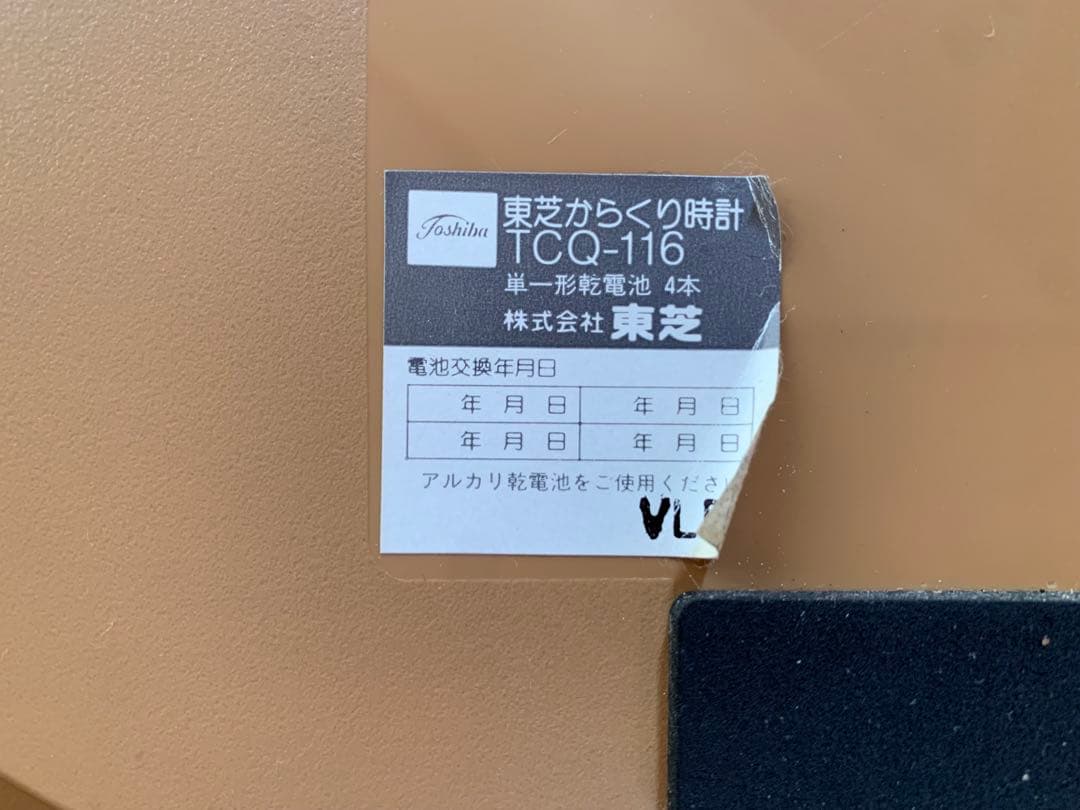 Toshiba
東芝からくり時計
TCQ-116
単一形乾電池 4本
株式会社 東芝
電池交換年月日
年 月 日 年 月 日
年 月 日 年 月 日
アルカリ乾電池をご使用くださ
VL